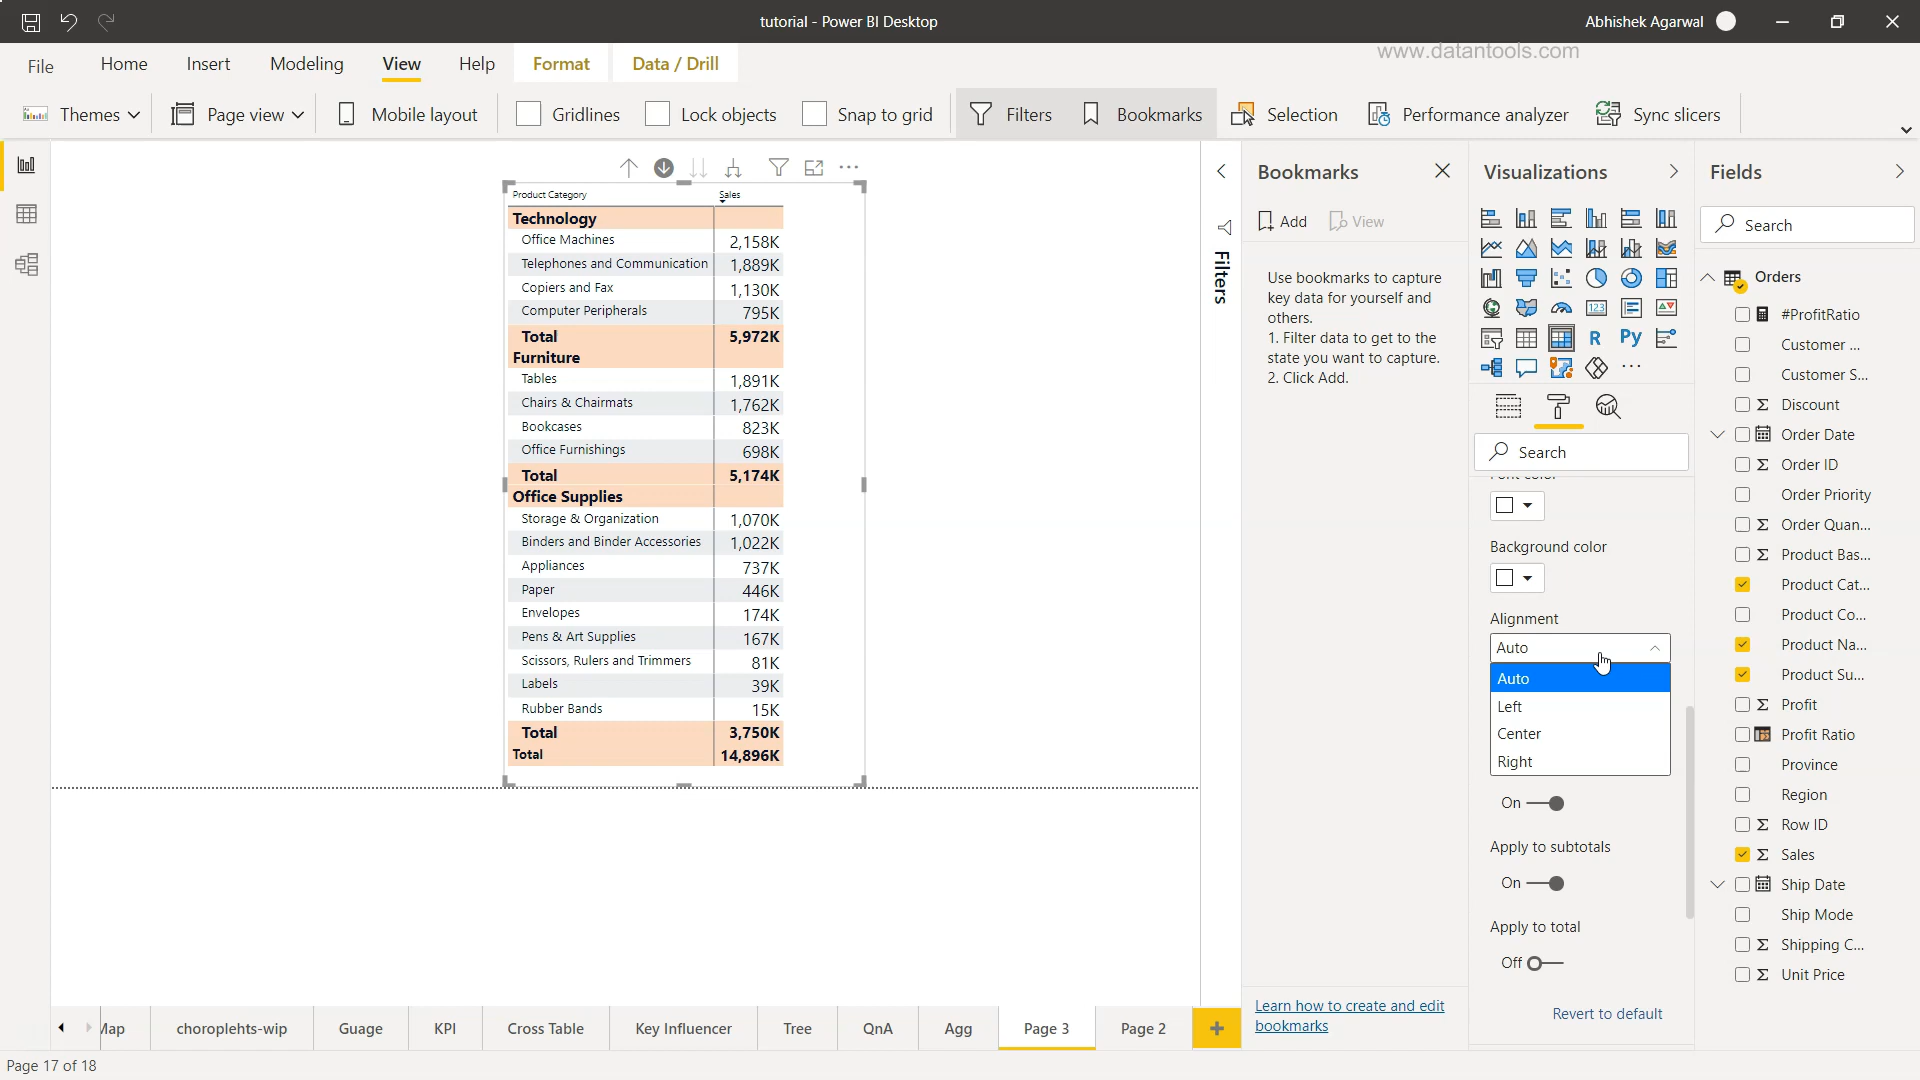 tutorial - Power BI Desktop
Abhishek Agarwal
www.datantools.com
File
Home
Insert
Modeling
View
Help
Format
Data / Drill
Themes
Page view
Mobile layout
Gridlines
Lock objects
Snap to grid
Filters
Bookmarks
Selection
Performance analyzer
Sync slicers
Product Category Sales
Technology
Office Machines 2,158K
Telephones and Communication 1,889K
Copiers and Fax 1,130K
Computer Peripherals 795K
Total 5,972K
Furniture
Tables 1,891K
Chairs & Chairmats 1,762K
Bookcases 823K
Office Furnishings 698K
Total 5,174K
Office Supplies
Storage & Organization 1,070K
Binders and Binder Accessories 1,022K
Appliances 737K
Paper 446K
Envelopes 174K
Pens & Art Supplies 167K
Scissors, Rulers and Trimmers 81K
Labels 39K
Rubber Bands 15K
Total 3,750K
Total 14,896K
Filters
Bookmarks
Add
View
Use bookmarks to capture
key data for yourself and
others.
1. Filter data to get to the
state you want to capture.
2. Click Add.
Learn how to create and edit
bookmarks
Visualizations
123
R
Py
Search
Font color
Background color
Alignment
Auto
Auto
Left
Center
Right
On
Apply to subtotals
On
Apply to total
Off
Revert to default
Fields
Search
Orders
#ProfitRatio
Customer ...
Customer S...
Σ Discount
Order Date
Σ Order ID
Order Priority
Σ Order Quan...
Σ Product Bas...
Product Cat...
Product Co...
Product Na...
Product Su...
Σ Profit
Profit Ratio
Province
Region
Σ Row ID
Σ Sales
Ship Date
Ship Mode
Σ Shipping C...
Σ Unit Price
Map
choroplehts-wip
Guage
KPI
Cross Table
Key Influencer
Tree
QnA
Agg
Page 3
Page 2
Page 17 of 18